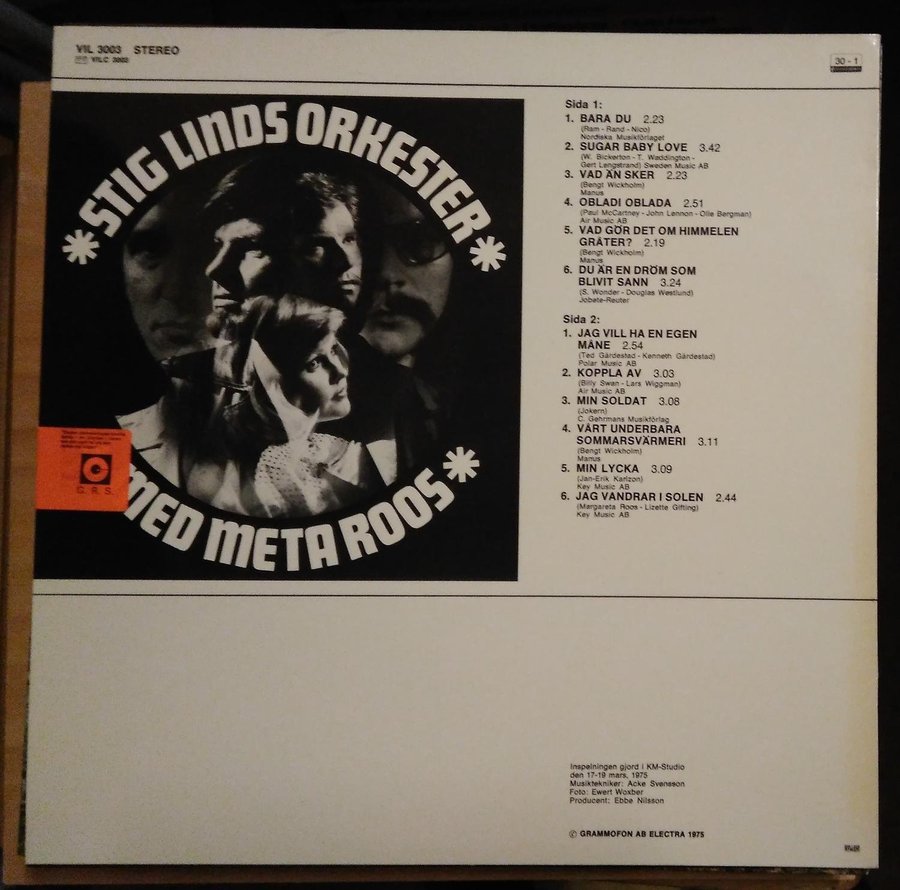 VIL 3003 STEREO
VILC 3003
30 - 1
STIG LINDS ORKESTER
MED META ROOS
G. R. S.
Sida 1:
1. BARA DU 2.23
(Ram - Rand - Nico)
Nordiska Musikförlaget
2. SUGAR BABY LOVE 3.42
(W. Bickerton - T. Waddington -
Gert Lengstrand) Sweden Music AB
3. VAD ÄN SKER 2.23
(Bengt Wickholm)
Manus
4. OBLADI OBLADA 2.51
(Paul McCartney - John Lennon - Olle Bergman)
Air Music AB
5. VAD GÖR DET OM HIMMELEN
GRÅTER? 2.19
(Bengt Wickholm)
Manus
6. DU ÄR EN DRÖM SOM
BLIVIT SANN 3.24
(S. Wonder - Douglas Westlund)
Jobete-Reuter
Sida 2:
1. JAG VILL HA EN EGEN
MÅNE 2.54
(Ted Gärdestad - Kenneth Gärdestad)
Polar Music AB
2. KOPPLA AV 3.03
(Billy Swan - Lars Wiggman)
Air Music AB
3. MIN SOLDAT 3.08
(Jokern)
C. Gehrmans Musikförlag
4. VÅRT UNDERBARA
SOMMARSVÄRMERI 3.11
(Bengt Wickholm)
Manus
5. MIN LYCKA 3.09
(Jan-Erik Karlzon)
Key Music AB
6. JAG VANDRAR I SOLEN 2.44
(Margareta Roos - Lizette Gifting)
Key Music AB
Inspelningen gjord i KM-Studio
den 17-19 mars, 1975
Musiktekniker: Acke Svensson
Foto: Ewert Woxber
Producent: Ebbe Nilsson
© GRAMMOFON AB ELECTRA 1975